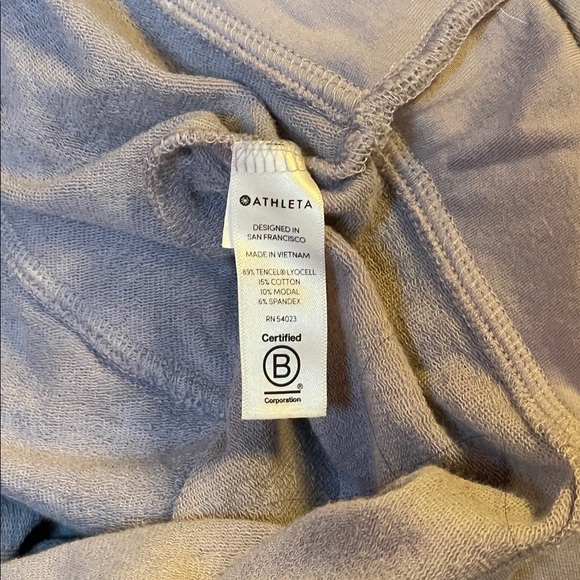 ATHLETA
DESIGNED IN
SAN FRANCISCO
MADE IN VIETNAM
69% TENCEL® LYOCELL
15% COTTON
10% MODAL
6% SPANDEX
RN 54023
Certified
B
®
Corporation